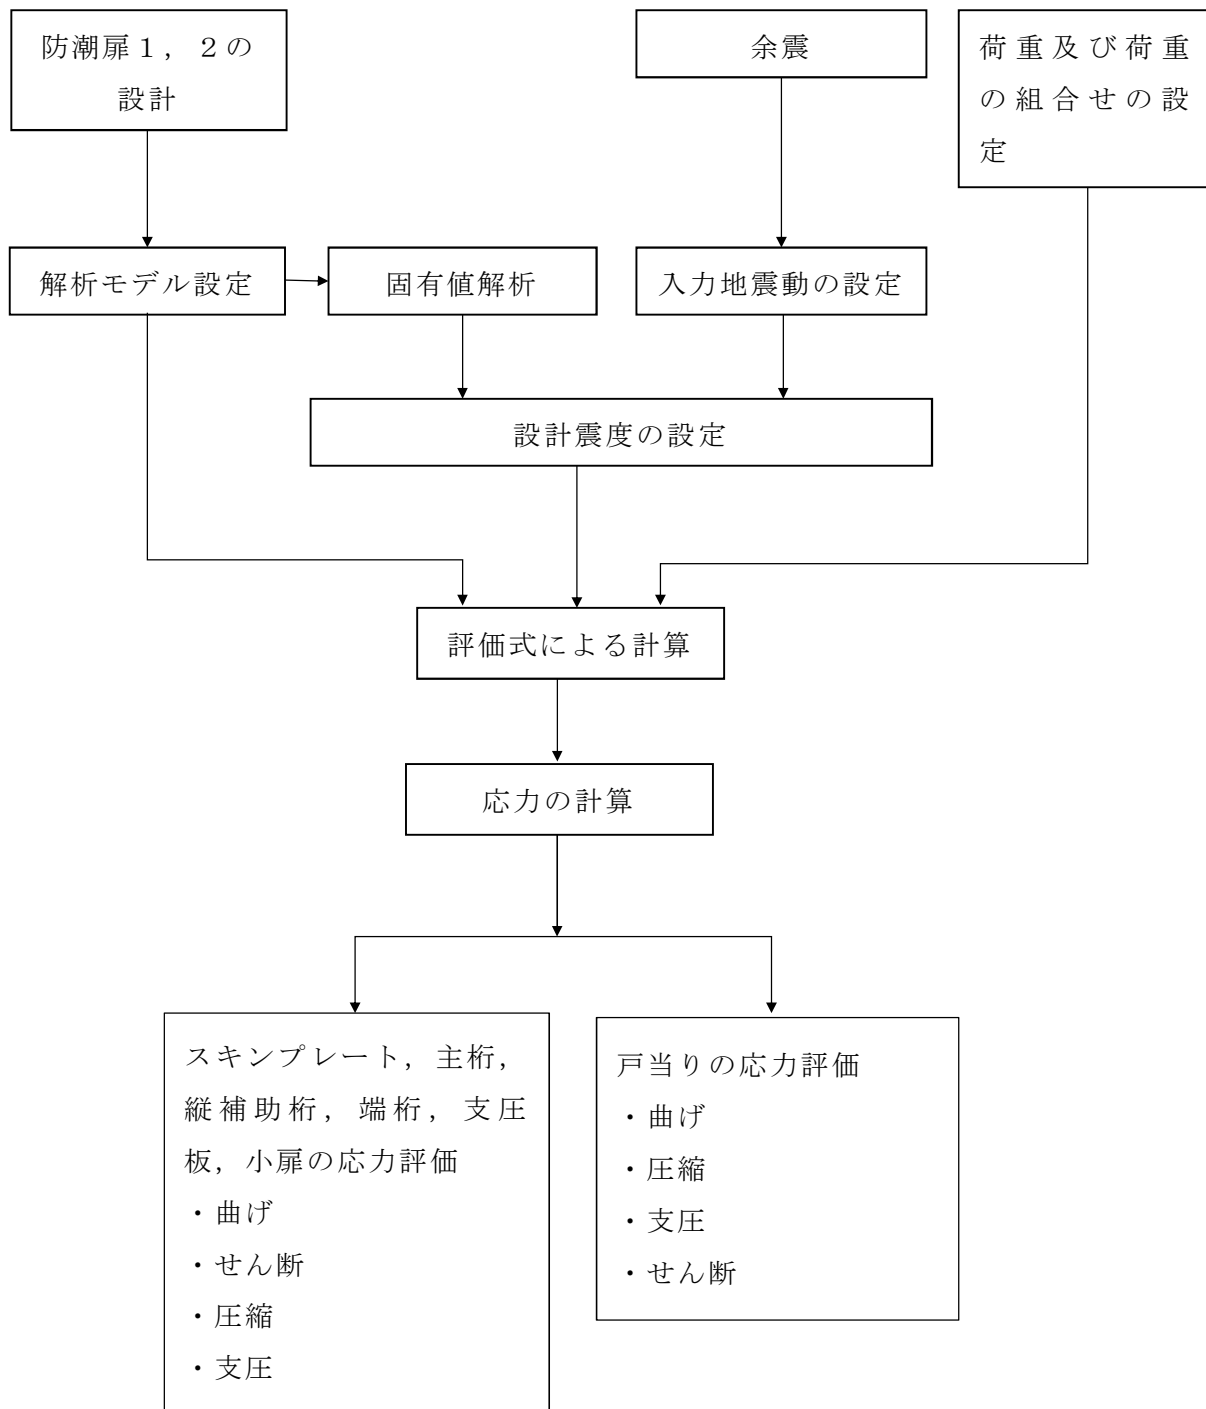 防潮扉１，２の
設計
余震
荷重及び荷重
の組合せの設
定
解析モデル設定
固有値解析
入力地震動の設定
設計震度の設定
評価式による計算
応力の計算
スキンプレート，主桁，
縦補助桁，端桁，支圧
板，小扉の応力評価
・曲げ
・せん断
・圧縮
・支圧
戸当りの応力評価
・曲げ
・圧縮
・支圧
・せん断